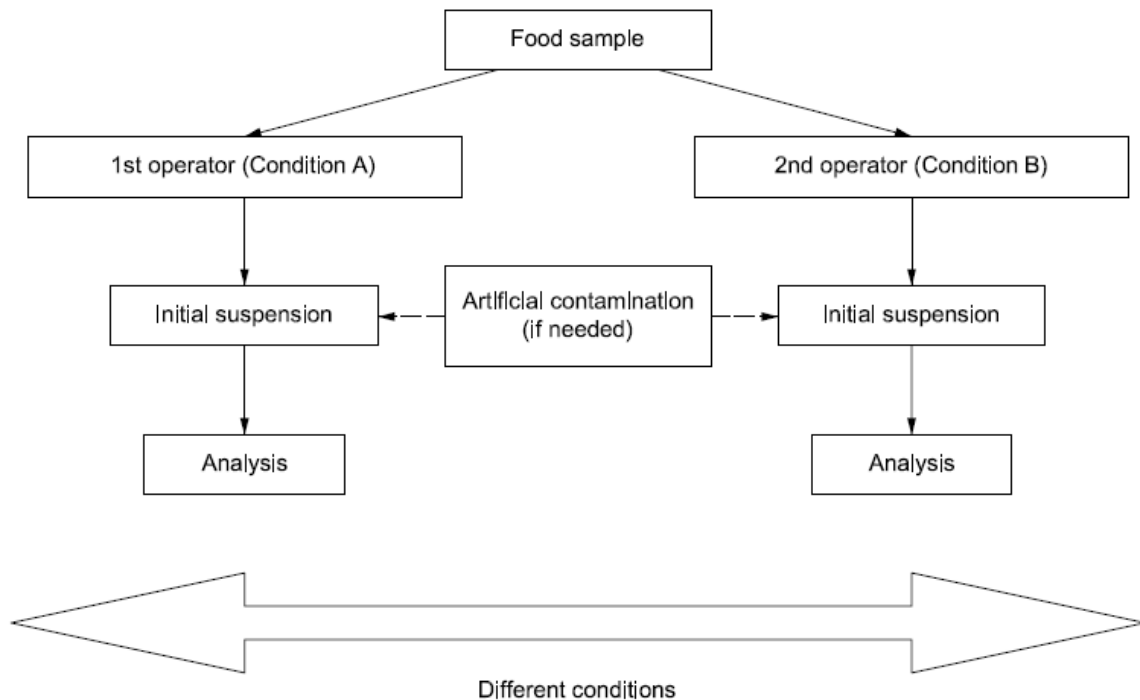 Food sample
1st operator (Condition A)
2nd operator (Condition B)
Initial suspension
Artificial contamination
(if needed)
Initial suspension
Analysis
Analysis
Different conditions